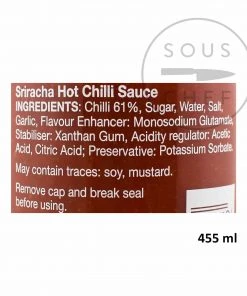 SOUS
CHEF
Sriracha Hot Chilli Sauce
INGREDIENTS: Chilli 61%, Sugar, Water, Salt,
Garlic, Flavour Enhancer: Monosodium Glutamate,
Stabiliser: Xanthan Gum, Acidity regulator: Acetic
Acid, Citric Acid; Preservative: Potassium Sorbate.
May contain traces: soy, mustard.
Remove cap and break seal
before using.
455 ml